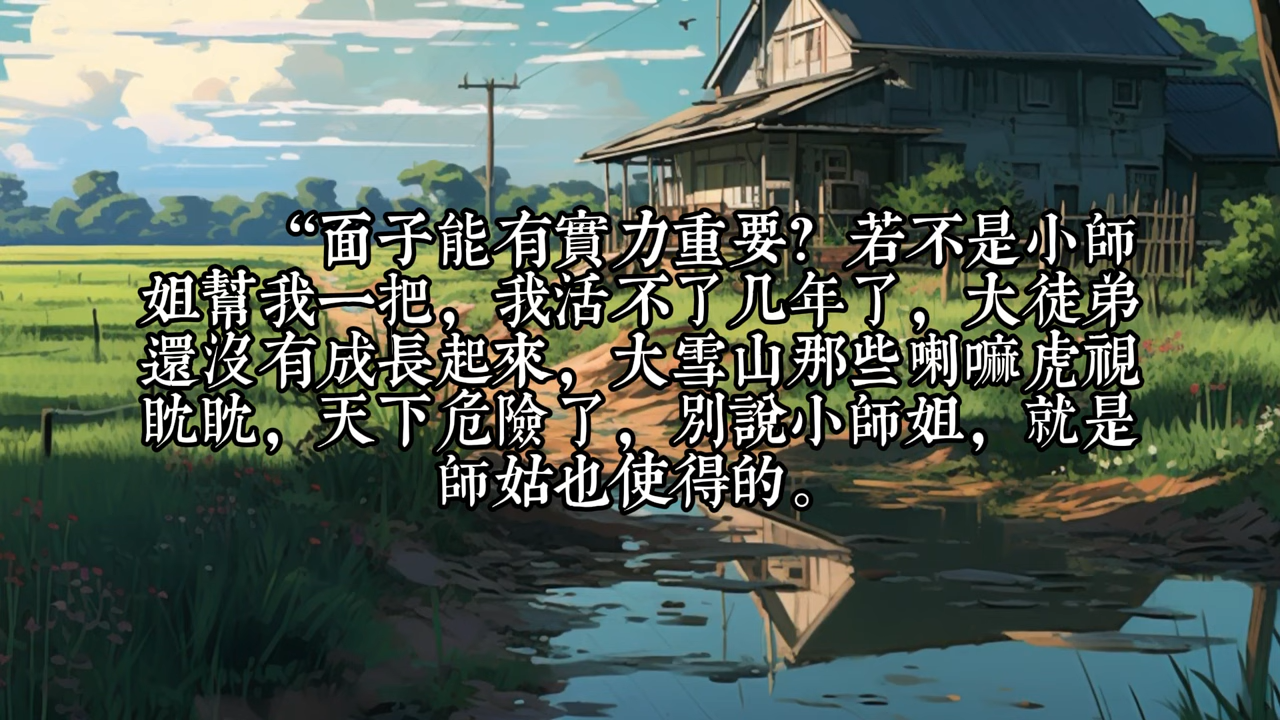 “面子能有實力重要？若不是小師
姐幫我一把，我活不了几年了，大徒弟
還沒有成長起來，大雪山那些喇嘛虎視
眈眈，天下危險了，別說小師姐，就是
師姑也使得的。